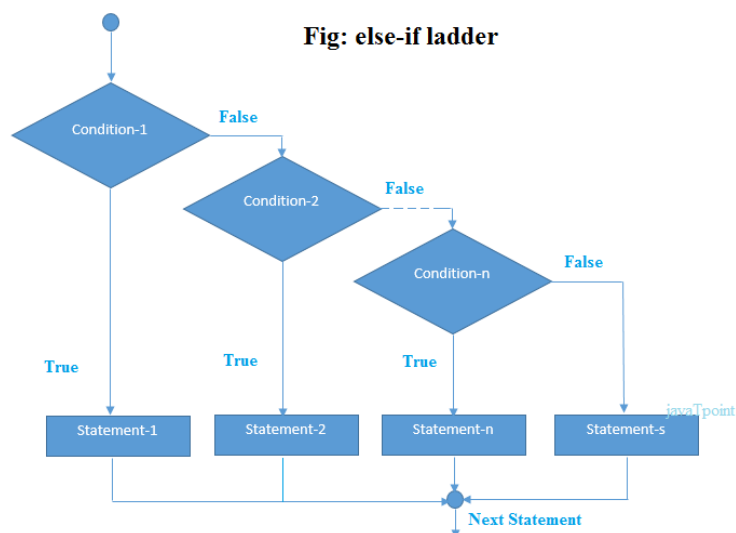 Fig: else-if ladder
Condition-1
False
Condition-2
False
Condition-n
False
True
True
True
Statement-1
Statement-2
Statement-n
Statement-s
javaTpoint
Next Statement